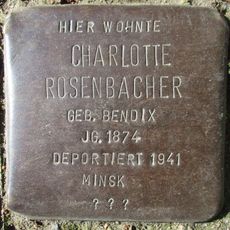 HIER WOHNTE
CHARLOTTE
ROSENBACHER
GEB. BENDIX
JG. 1874
DEPORTIERT 1941
MINSK
? ? ?